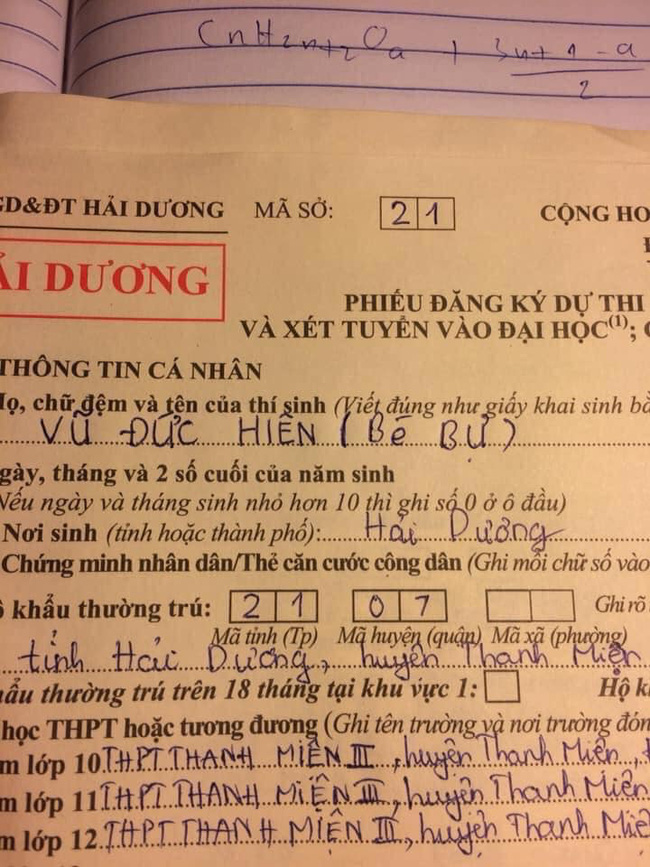 CnH2n+2Oa + 3n+1-a
2
GD&ĐT HẢI DƯƠNG MÃ SỞ: 21 CỘNG HO
ẢI DƯƠNG
PHIẾU ĐĂNG KÝ DỰ THI
VÀ XÉT TUYỂN VÀO ĐẠI HỌC(1); C
THÔNG TIN CÁ NHÂN
Họ, chữ đệm và tên của thí sinh (Viết đúng như giấy khai sinh bằ
VŨ ĐỨC HIỀN (Bé Bự)
gày, tháng và 2 số cuối của năm sinh
Nếu ngày và tháng sinh nhỏ hơn 10 thì ghi số 0 ở ô đầu)
Nơi sinh (tỉnh hoặc thành phố): Hải Dương
Chứng minh nhân dân/Thẻ căn cước công dân (Ghi mỗi chữ số vào
ộ khẩu thường trú: 21 07 Ghi rõ
Mã tỉnh (Tp) Mã huyện (quận) Mã xã (phường)
tỉnh Hải Dương, huyện Thanh Miện
hẩu thường trú trên 18 tháng tại khu vực 1: Hộ k
học THPT hoặc tương đương (Ghi tên trường và nơi trường đón
m lớp 10 THPT THANH MIỆN III, huyện Thanh Miện,
m lớp 11 THPT THANH MIỆN III, huyện Thanh Miện
m lớp 12 THPT THANH MIỆN III, huyện Thanh Miện